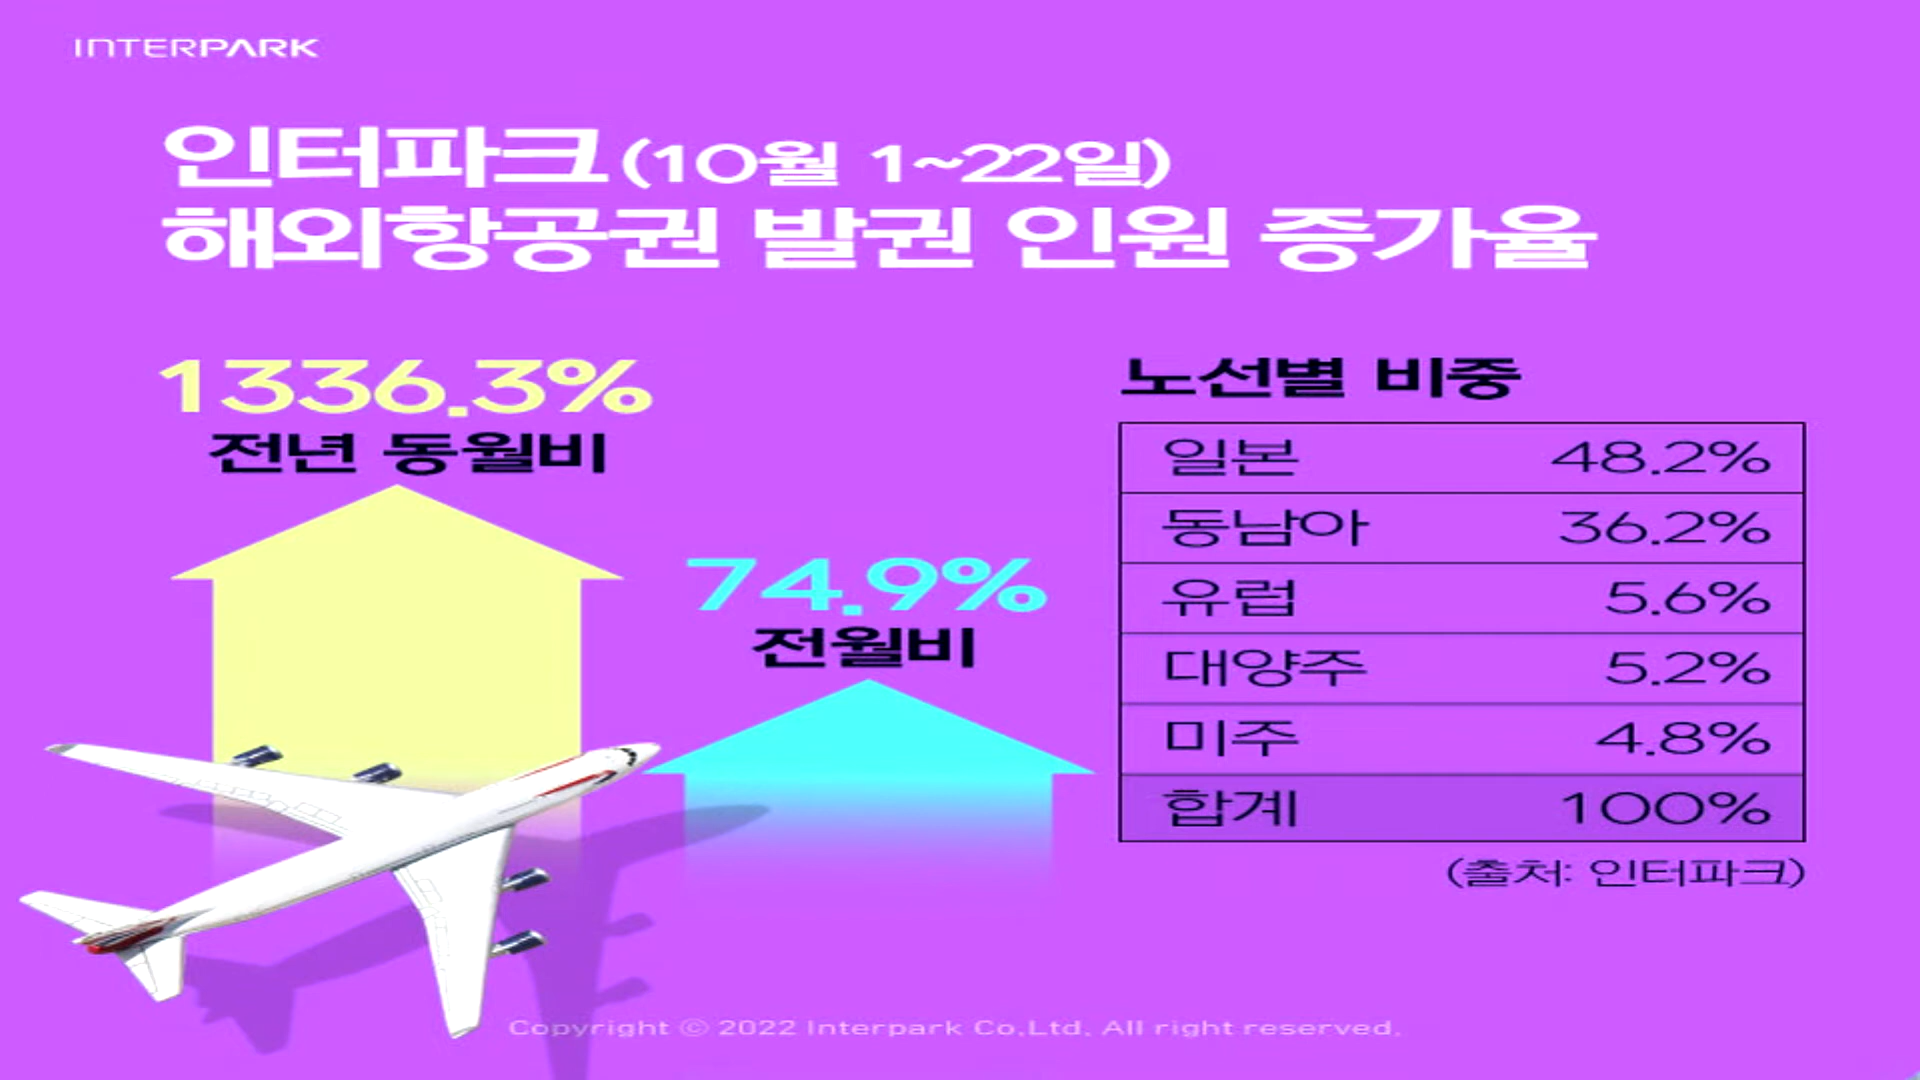 INTERPARK
인터파크 (10월 1~22일)
해외항공권 발권 인원 증가율
1336.3%
전년 동월비
74.9%
전월비
노선별 비중
일본 48.2%
동남아 36.2%
유럽 5.6%
대양주 5.2%
미주 4.8%
합계 100%
(출처: 인터파크)
Copyright ⓒ 2022 Interpark Co.Ltd. All right reserved.